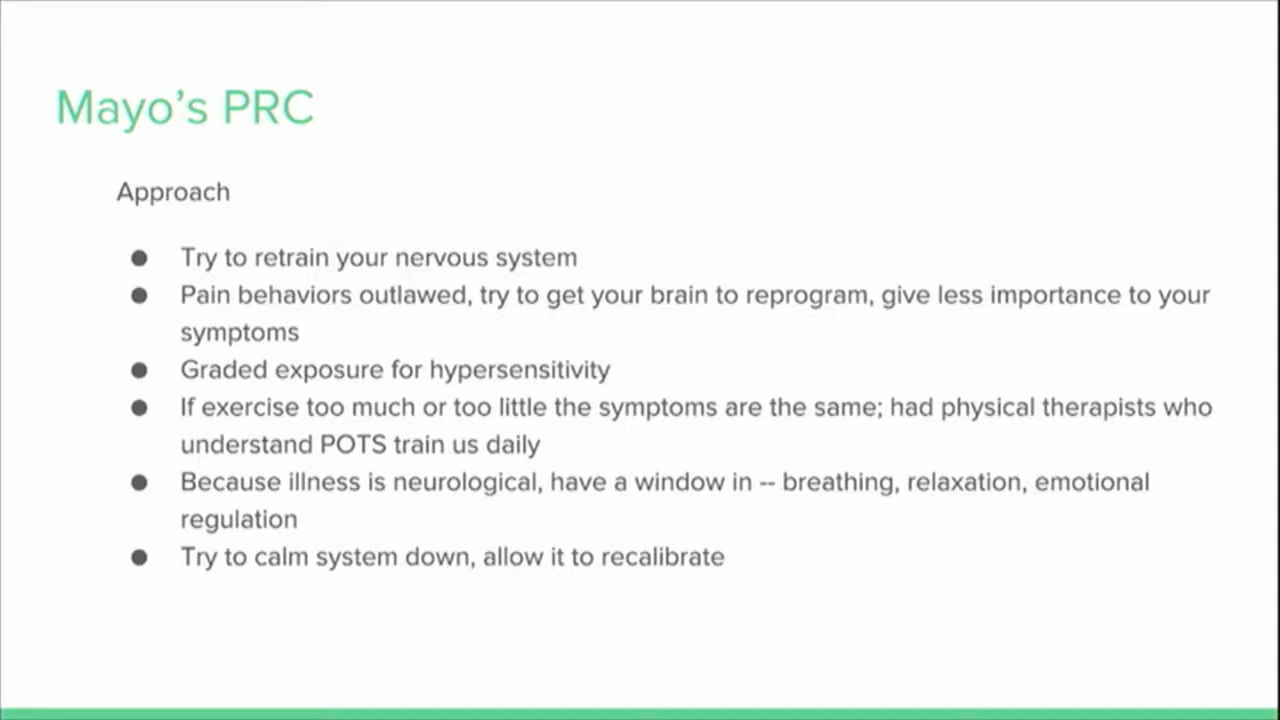 Mayo's PRC
Approach
● Try to retrain your nervous system
● Pain behaviors outlawed, try to get your brain to reprogram, give less importance to your
symptoms
● Graded exposure for hypersensitivity
● If exercise too much or too little the symptoms are the same; had physical therapists who
understand POTS train us daily
● Because illness is neurological, have a window in -- breathing, relaxation, emotional
regulation
● Try to calm system down, allow it to recalibrate